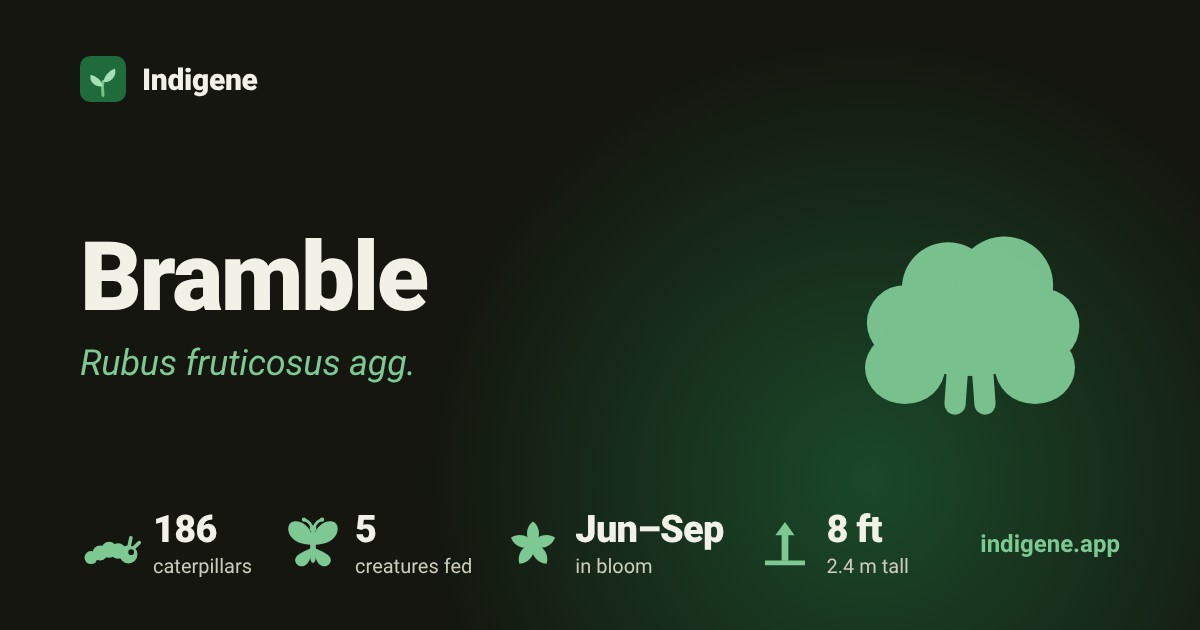 Indigene
Bramble
Rubus fruticosus agg.
186
caterpillars
5
creatures fed
Jun–Sep
in bloom
8 ft
2.4 m tall
indigene.app